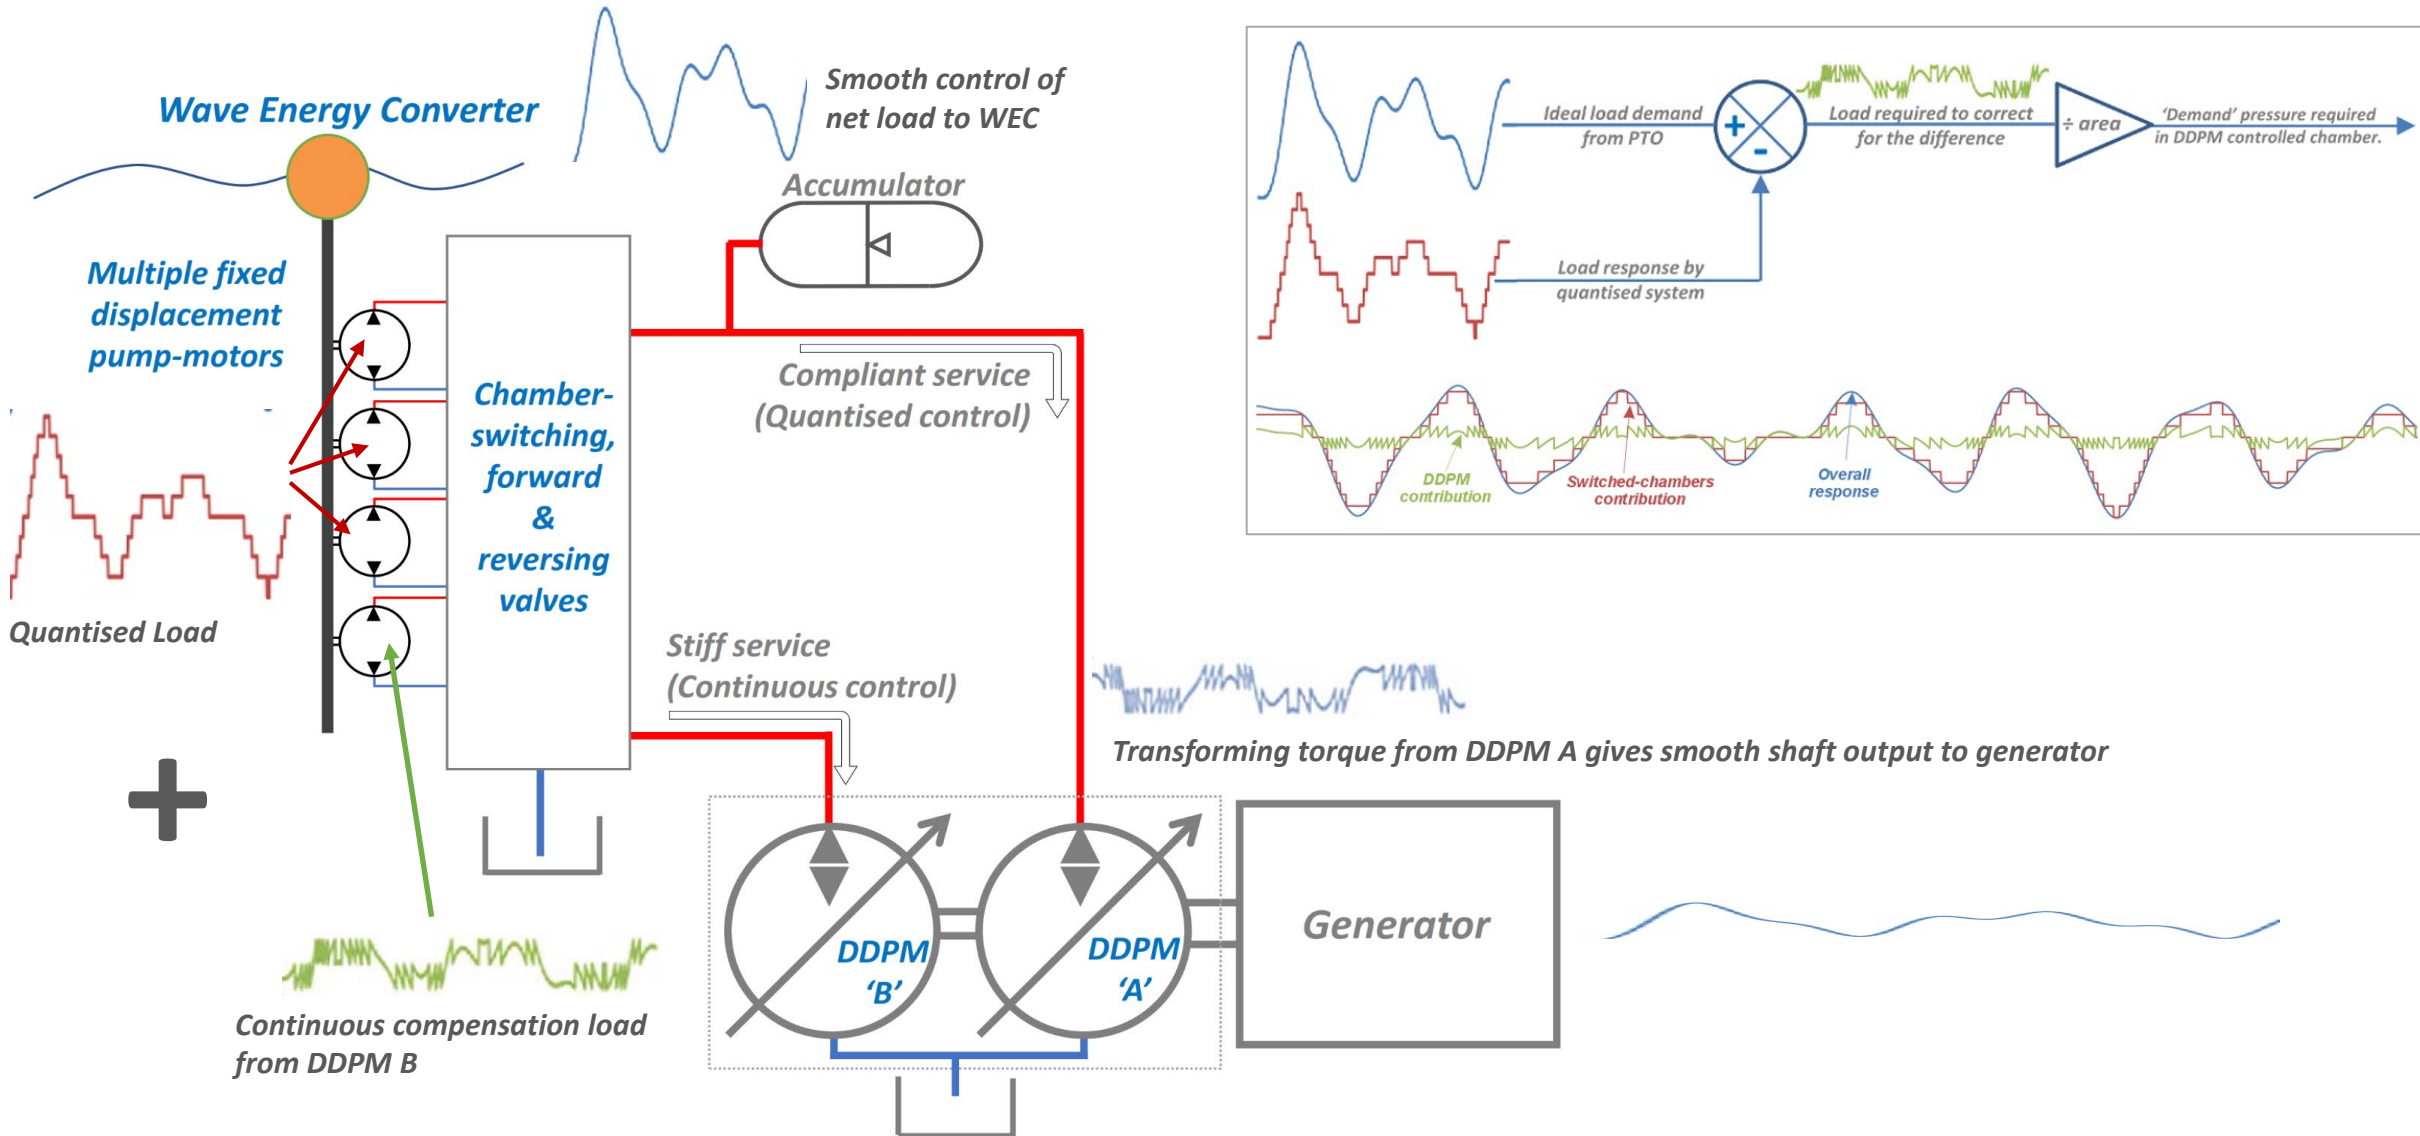 Smooth control of
net load to WEC
Wave Energy Converter
Accumulator
Multiple fixed
displacement
pump-motors
Chamber-
switching,
forward
&
reversing
valves
Compliant service
(Quantised control)
Quantised Load
Stiff service
(Continuous control)
+
Transforming torque from DDPM A gives smooth shaft output to generator
DDPM
‘B’
DDPM
‘A’
Generator
Continuous compensation load
from DDPM B
Ideal load demand
from PTO
+
-
Load required to correct
for the difference
÷ area
‘Demand’ pressure required
in DDPM controlled chamber.
Load response by
quantised system
DDPM
contribution
Switched-chambers
contribution
Overall
response